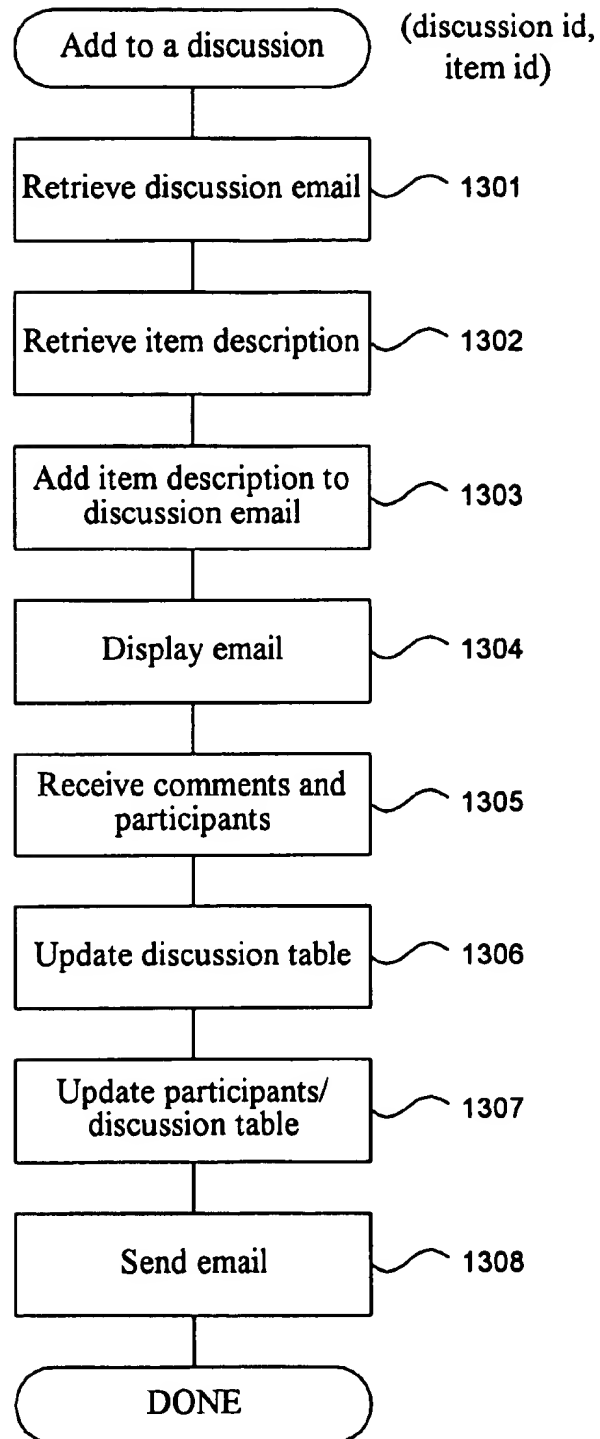 Add to a discussion
(discussion id,
item id)
Retrieve discussion email
1301
Retrieve item description
1302
Add item description to
discussion email
1303
Display email
1304
Receive comments and
participants
1305
Update discussion table
1306
Update participants/
discussion table
1307
Send email
1308
DONE